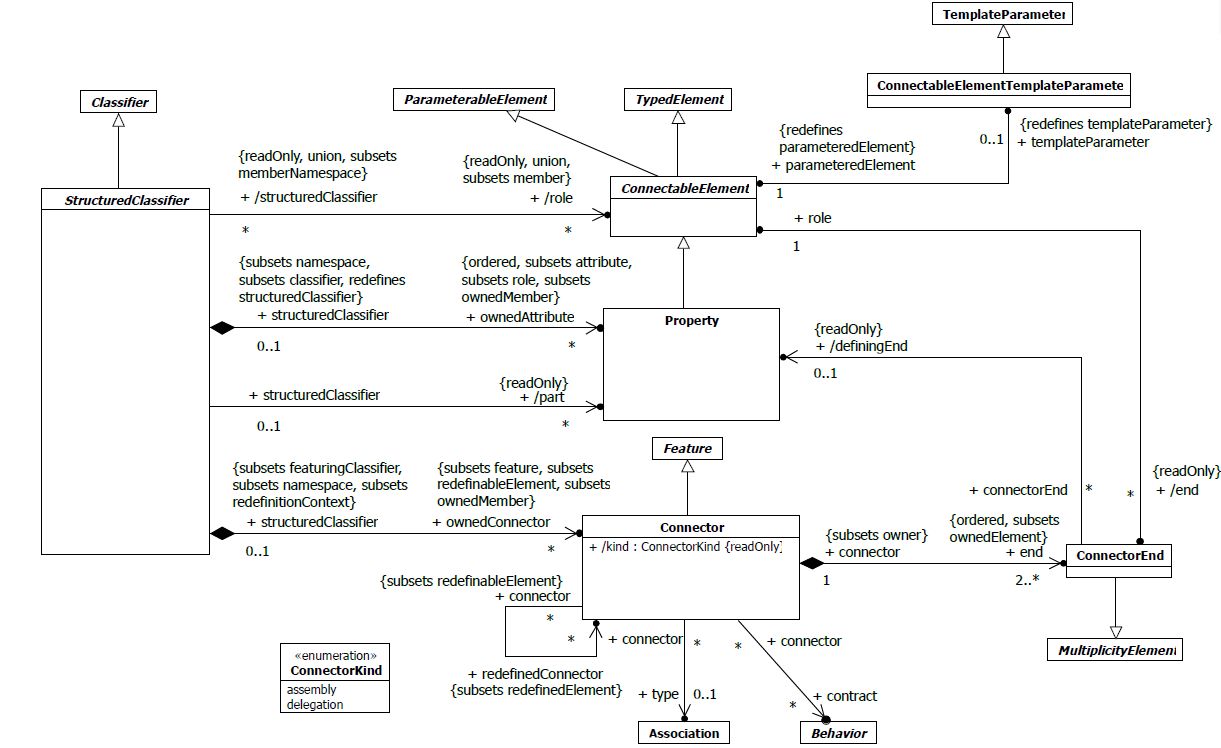 TemplateParameter
ConnectableElementTemplateParamete
Classifier
ParameterableElement
TypedElement
{redefines
parameteredElement}
+ parameteredElement
1
0..1
{redefines templateParameter}
+ templateParameter
{readOnly, union, subsets
memberNamespace}
+ /structuredClassifier
*
{readOnly, union,
subsets member}
+ /role
*
StructuredClassifier
ConnectableElement
+ role
1
{subsets namespace,
subsets classifier, redefines
structuredClassifier}
+ structuredClassifier
0..1
{ordered, subsets attribute,
subsets role, subsets
ownedMember}
+ ownedAttribute
*
Property
{readOnly}
+ /definingEnd
0..1
+ structuredClassifier
0..1
{readOnly}
+ /part
*
Feature
{subsets featuringClassifier,
subsets namespace, subsets
redefinitionContext}
+ structuredClassifier
0..1
{subsets feature, subsets
redefinableElement, subsets
ownedMember}
+ ownedConnector
*
+ connectorEnd
*
{readOnly}
+ /end
*
Connector
+ /kind : ConnectorKind {readOnly}
{subsets owner}
+ connector
1
{ordered, subsets
ownedElement}
+ end
2..*
ConnectorEnd
MultiplicityElement
{subsets redefinableElement}
+ connector
*
*
+ redefinedConnector
{subsets redefinedElement}
+ connector
*
+ type
0..1
*
+ connector
+ contract
*
«enumeration»
ConnectorKind
assembly
delegation
Association
Behavior